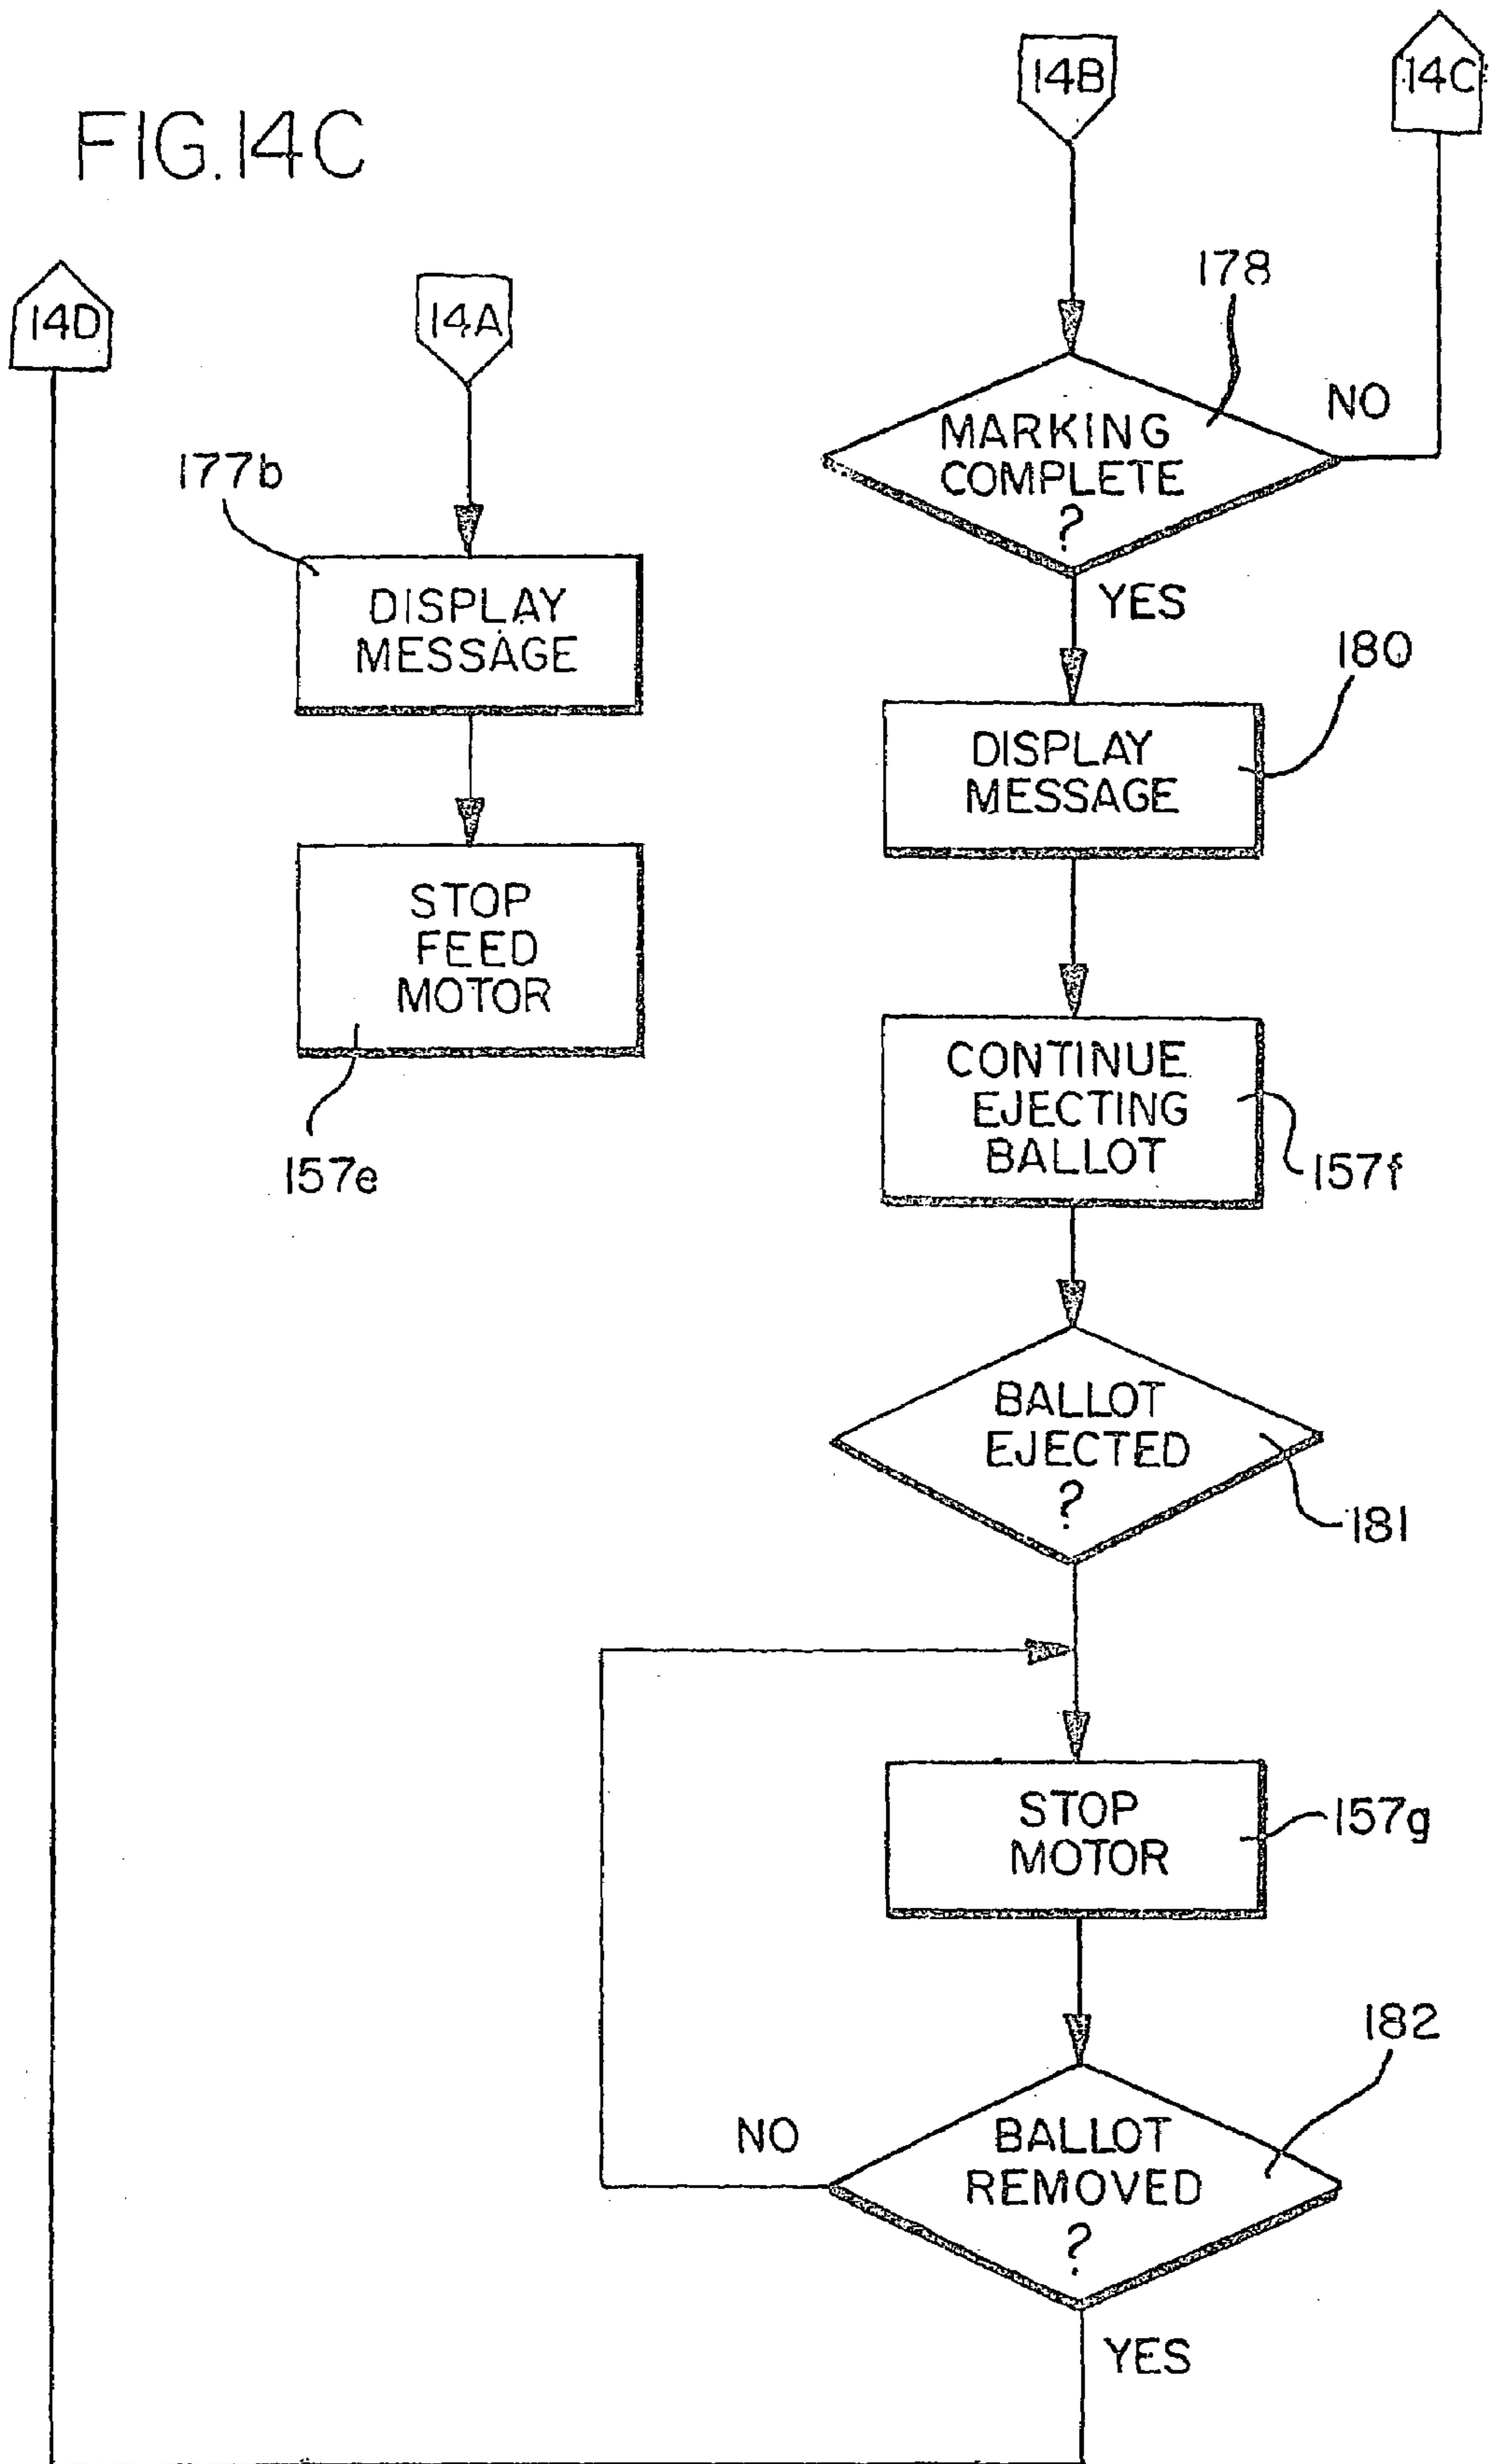 FIG. 14C
14B
14C
14D
14A
178
MARKING
COMPLETE
?
NO
YES
177b
DISPLAY
MESSAGE
180
DISPLAY
MESSAGE
STOP
FEED
MOTOR
157e
CONTINUE
EJECTING
BALLOT
157f
BALLOT
EJECTED
?
181
STOP
MOTOR
157g
182
NO
BALLOT
REMOVED
?
YES